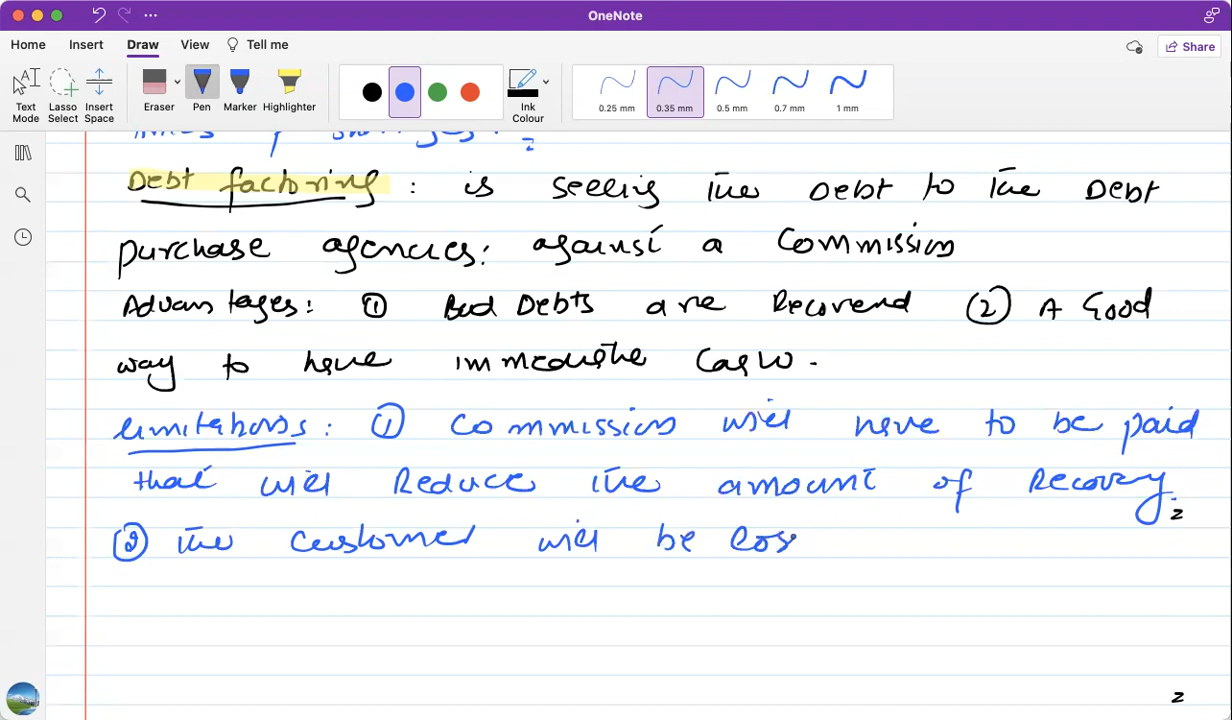 OneNote
Home Insert Draw View Tell me Share
Text Mode Lasso Select Insert Space Eraser Pen Marker Highlighter Ink Colour 0.25 mm 0.35 mm 0.5 mm 0.7 mm 1 mm
Debt factoring : is selling the Debt to the Debt
purchase agencies: against a Commission
Advantages: ① Bad Debts are Recovered ② A Good
way to have immediate Cash.
limitations: ① Commission will have to be paid
that will Reduce the amount of Recovery.
2
② The customer will be los
2